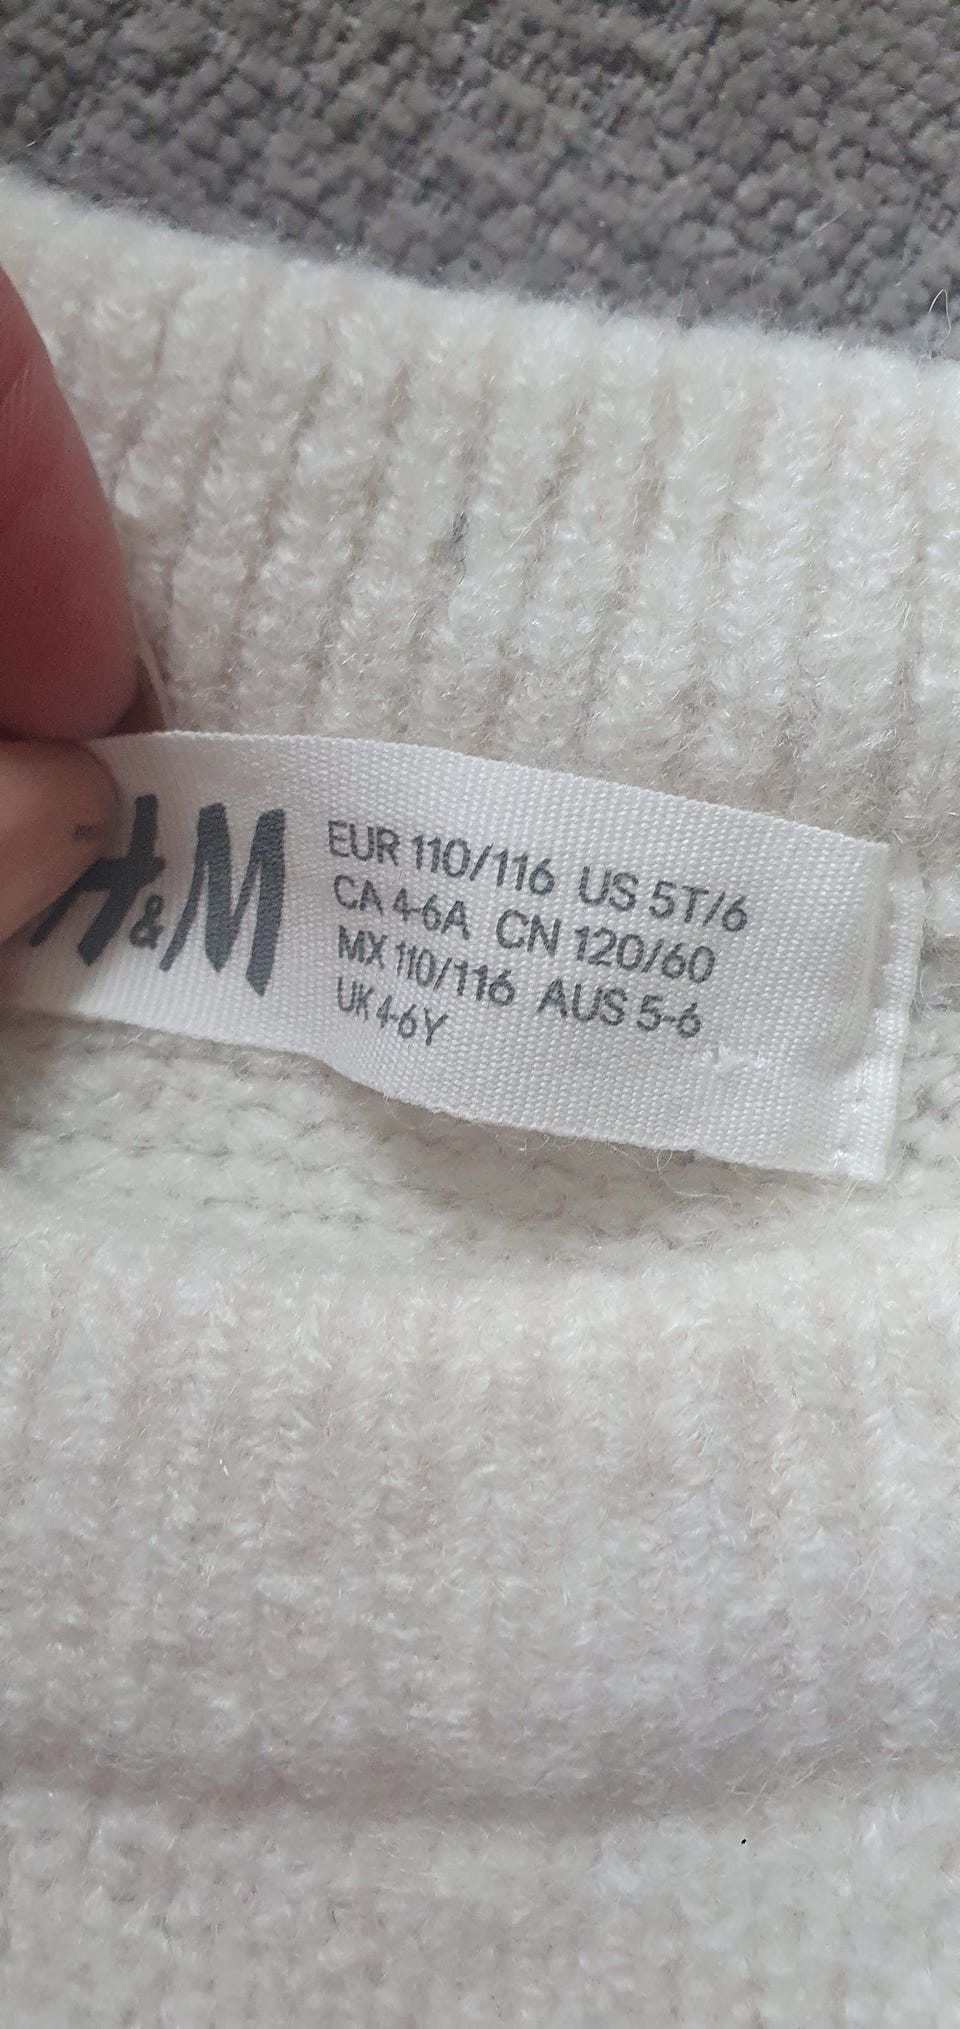 H&M
EUR 110/116 US 5T/6
CA 4-6A CN 120/60
MX 110/116 AUS 5-6
UK 4-6Y